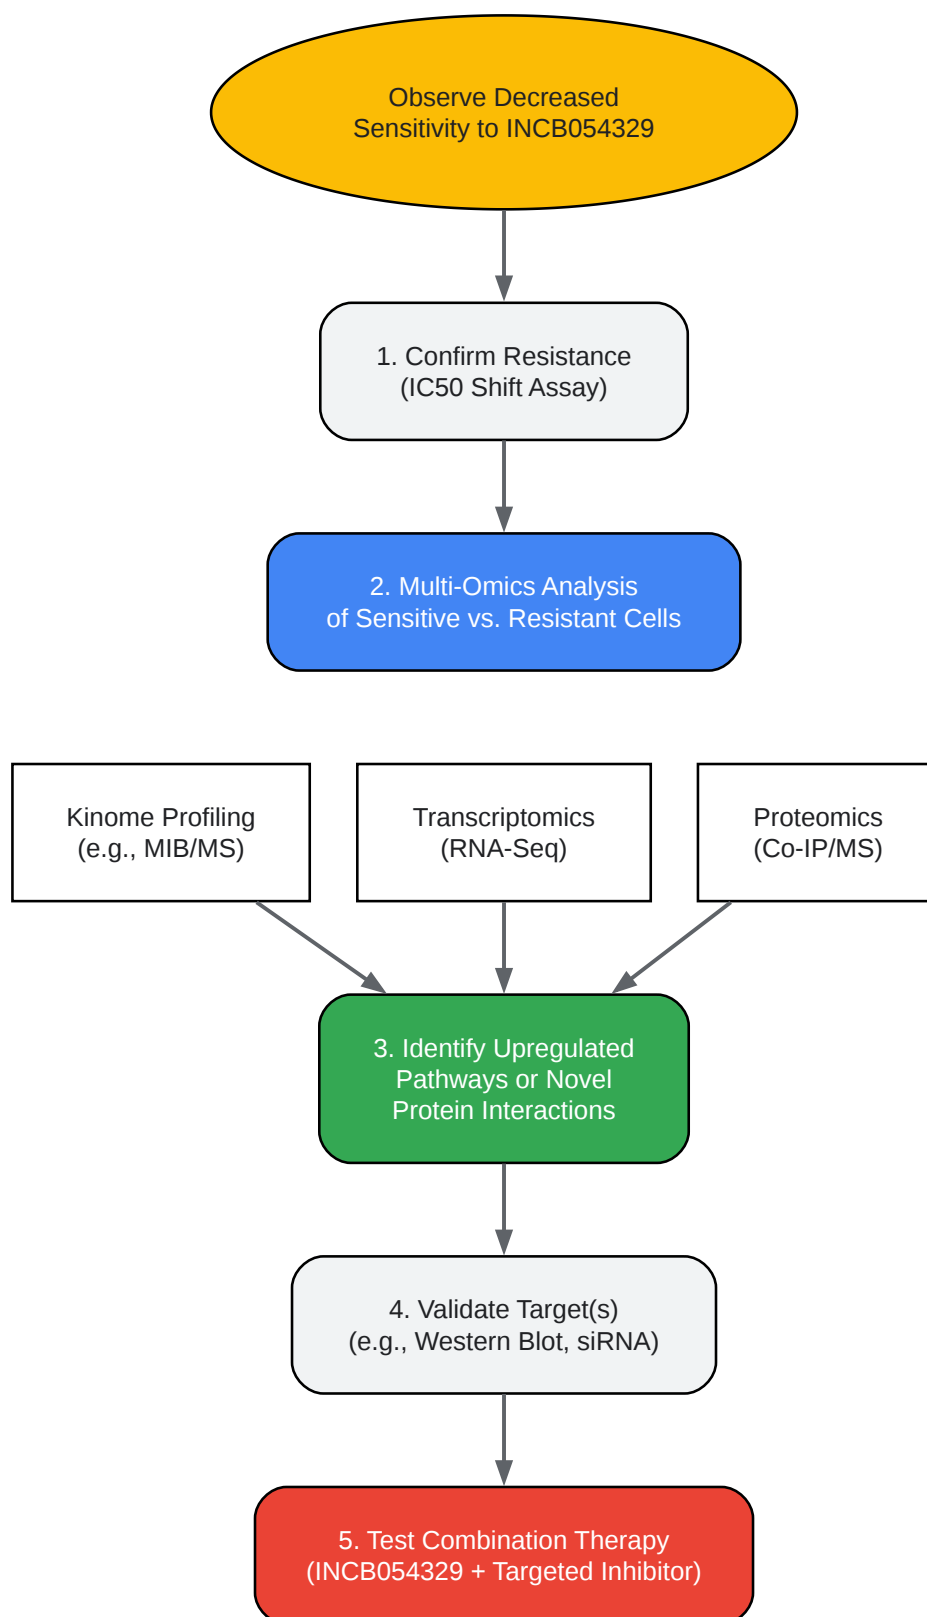 Observe Decreased
Sensitivity to INCB054329
1. Confirm Resistance
(IC50 Shift Assay)
2. Multi-Omics Analysis
of Sensitive vs. Resistant Cells
Kinome Profiling
(e.g., MIB/MS)
Transcriptomics
(RNA-Seq)
Proteomics
(Co-IP/MS)
3. Identify Upregulated
Pathways or Novel
Protein Interactions
4. Validate Target(s)
(e.g., Western Blot, siRNA)
5. Test Combination Therapy
(INCB054329 + Targeted Inhibitor)